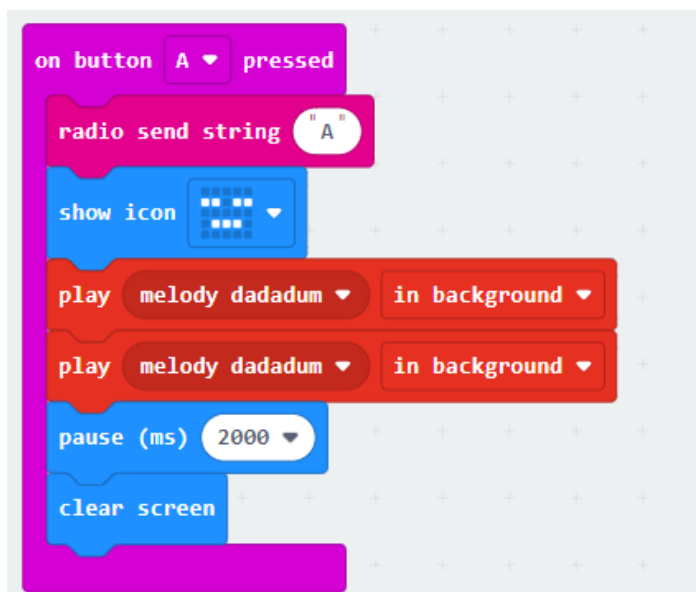 on button A pressed
radio send string "A"
show icon
play melody dadadum in background
play melody dadadum in background
pause (ms) 2000
clear screen